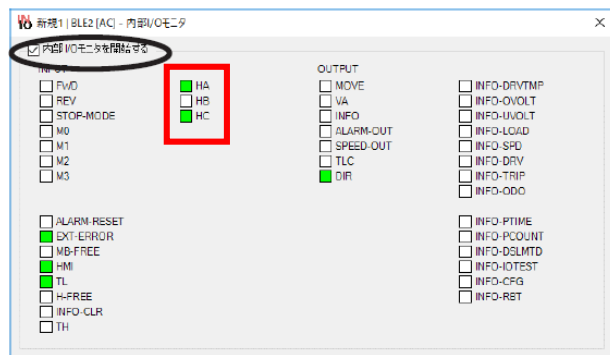 新規1 | BLE2 [AC] - 内部I/Oモニタ
内部I/Oモニタを開始する
INPUT
FWD
REV
STOP-MODE
M0
M1
M2
M3
ALARM-RESET
EXT-ERROR
MB-FREE
HMI
TL
H-FREE
INFO-CLR
TH
HA
HB
HC
OUTPUT
MOVE
VA
INFO
ALARM-OUT
SPEED-OUT
TLC
DIR
INFO-DRVTMP
INFO-OVOLT
INFO-UVOLT
INFO-LOAD
INFO-SPD
INFO-DRV
INFO-TRIP
INFO-ODO
INFO-PTIME
INFO-PCOUNT
INFO-DSLMTD
INFO-IOTEST
INFO-CFG
INFO-RBT